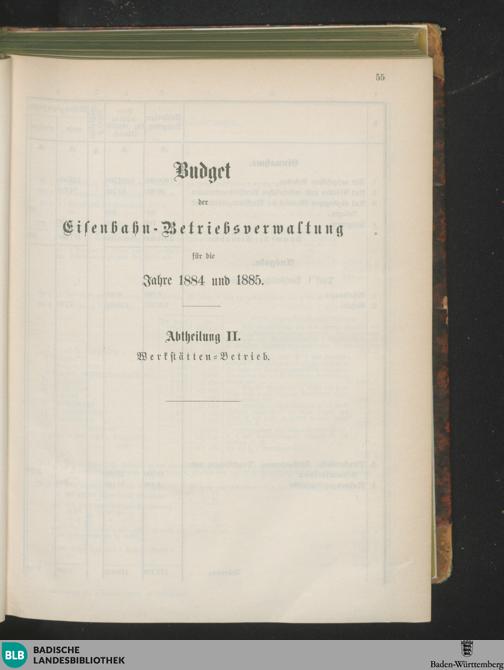 55
Budget
der
Eisenbahn-Betriebsverwaltung
für die
Jahre 1884 und 1885.
Abtheilung II.
Werkstätten-Betrieb.
BLB BADISCHE
LANDESBIBLIOTHEK
Baden-Württemberg